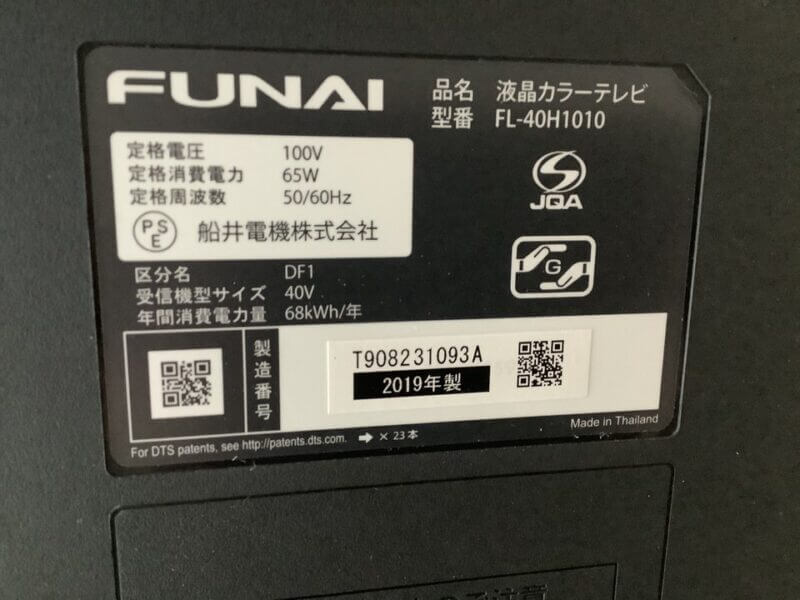 FUNAI
品名 液晶カラーテレビ
型番 FL-40H1010
定格電圧 100V
定格消費電力 65W
定格周波数 50/60Hz
PSE 船井電機株式会社
JQA
G
区分名 DF1
受信機型サイズ 40V
年間消費電力量 68kWh/年
製造番号
T908231093A
2019年製
For DTS patents, see http://patents.dts.com. ➡ × 23本
Made in Thailand